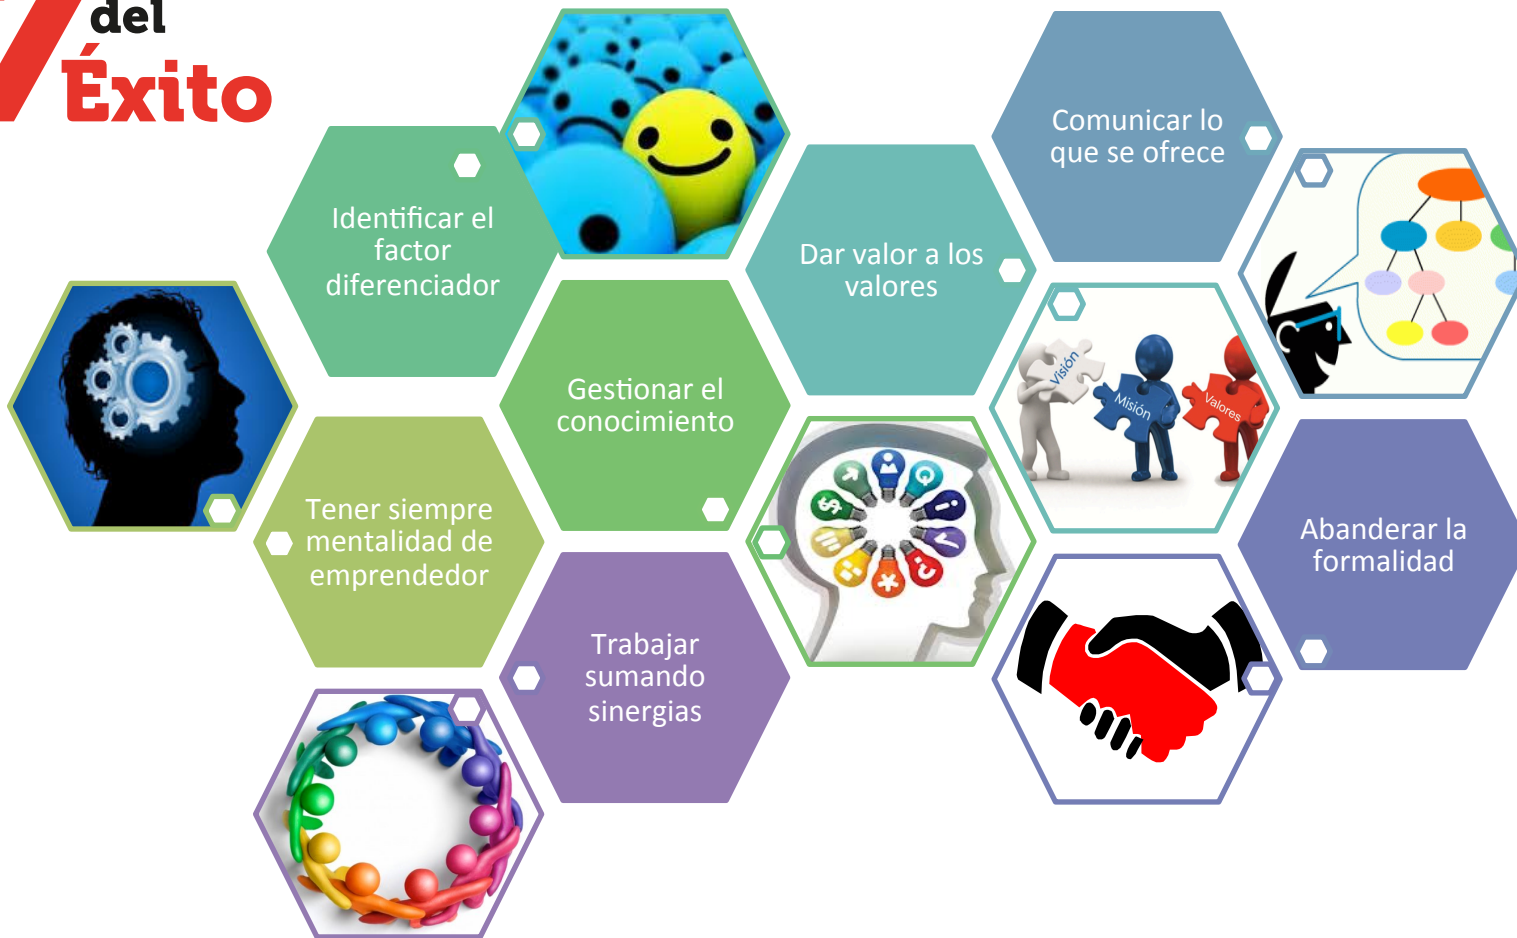 7
del
Éxito
Identificar el
factor
diferenciador
Comunicar lo
que se ofrece
Dar valor a los
valores
Gestionar el
conocimiento
Visión
Misión
Valores
Tener siempre
mentalidad de
emprendedor
Abanderar la
formalidad
Trabajar
sumando
sinergias